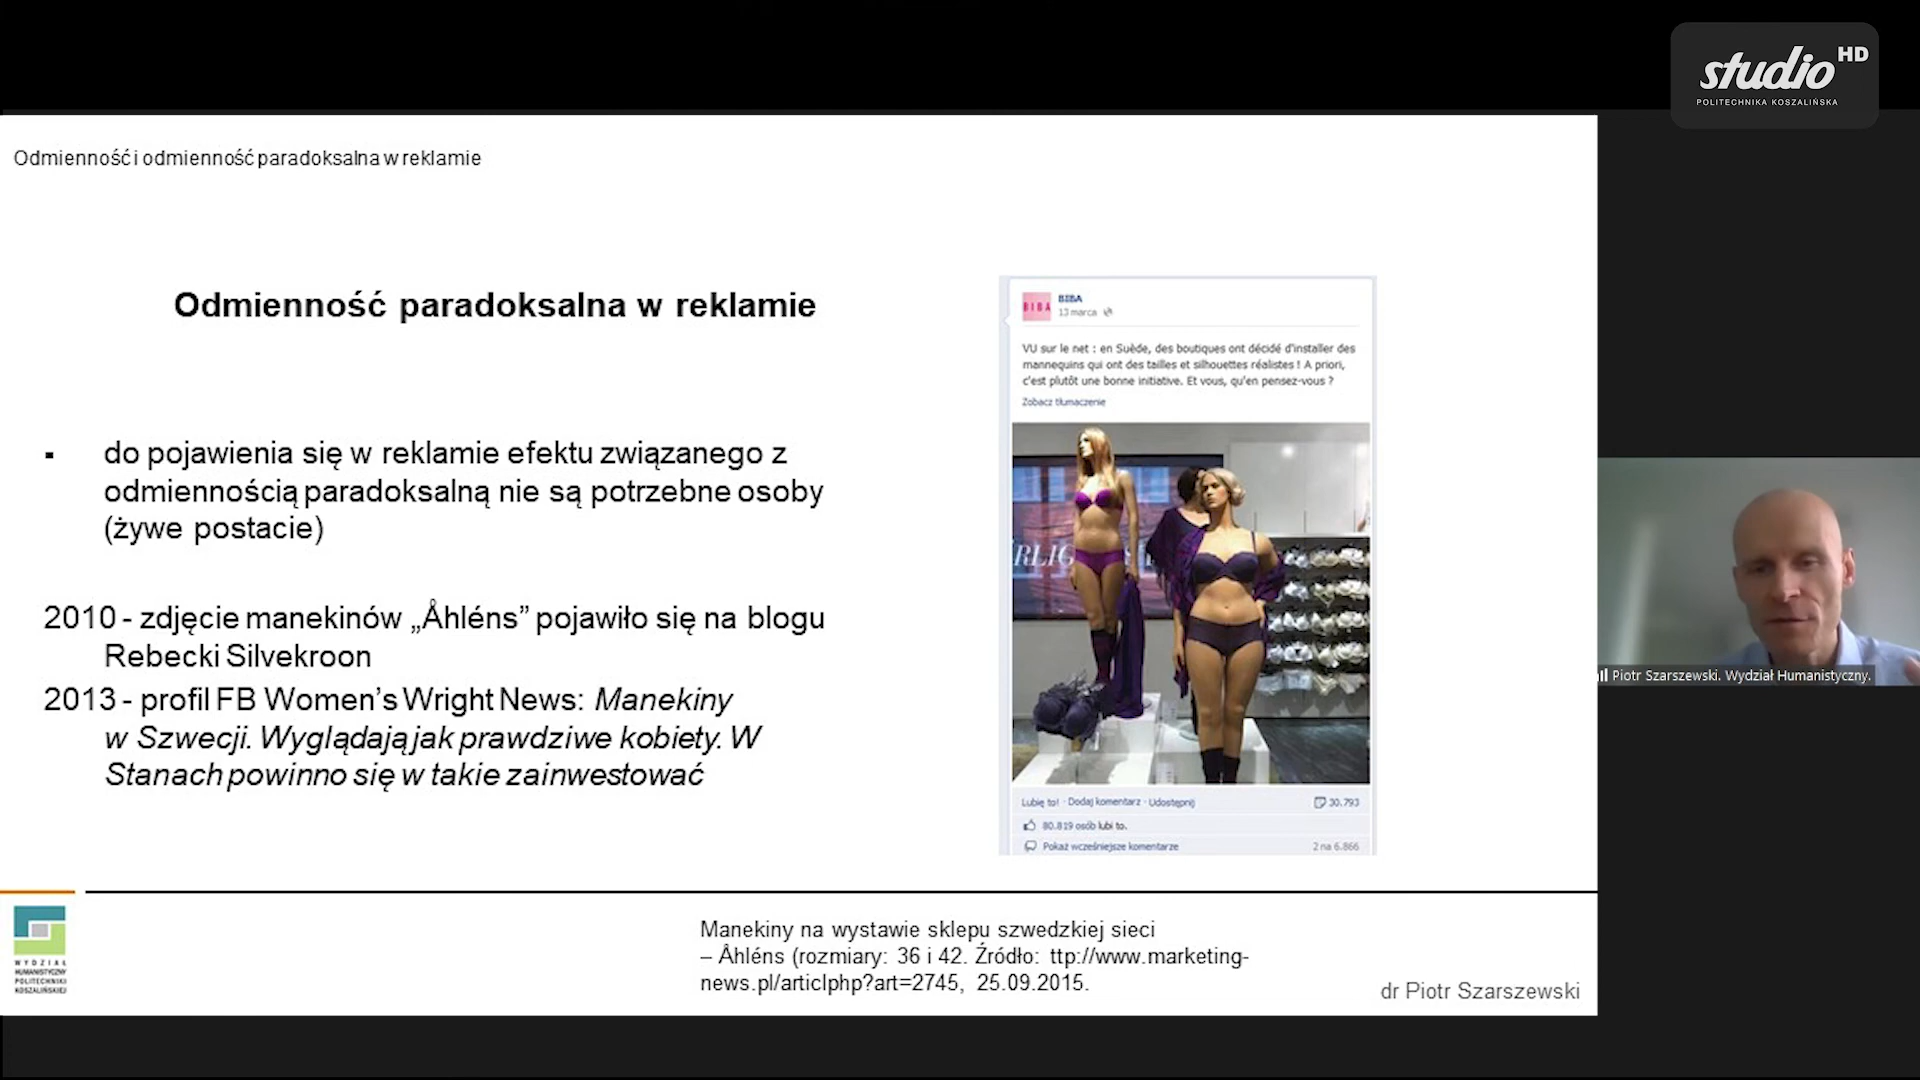 studio HD
POLITECHNIKA KOSZALIŃSKA
Odmienność i odmienność paradoksalna w reklamie
Odmienność paradoksalna w reklamie
▪ do pojawienia się w reklamie efektu związanego z
odmiennością paradoksalną nie są potrzebne osoby
(żywe postacie)
2010 - zdjęcie manekinów „Åhléns” pojawiło się na blogu
Rebecki Silvekroon
2013 - profil FB Women’s Wright News: Manekiny
w Szwecji. Wyglądają jak prawdziwe kobiety. W
Stanach powinno się w takie zainwestować
BIBA
BIBA
13 marca
VU sur le net : en Suède, des boutiques ont décidé d'installer des
mannequins qui ont des tailles et silhouettes réalistes ! A priori,
c'est plutôt une bonne initiative. Et vous, qu'en pensez-vous ?
Zobacz tłumaczenie
Lubię to! · Dodaj komentarz · Udostępnij 30.793
80.819 osób lubi to.
Pokaż wcześniejsze komentarze 2 na 6.866
Piotr Szarszewski. Wydział Humanistyczny.
WYDZIAŁ
HUMANISTYCZNY
POLITECHNIKI
KOSZALIŃSKIEJ
Manekiny na wystawie sklepu szwedzkiej sieci
– Åhléns (rozmiary: 36 i 42. Źródło: ttp://www.marketing-
news.pl/articlphp?art=2745, 25.09.2015.
dr Piotr Szarszewski